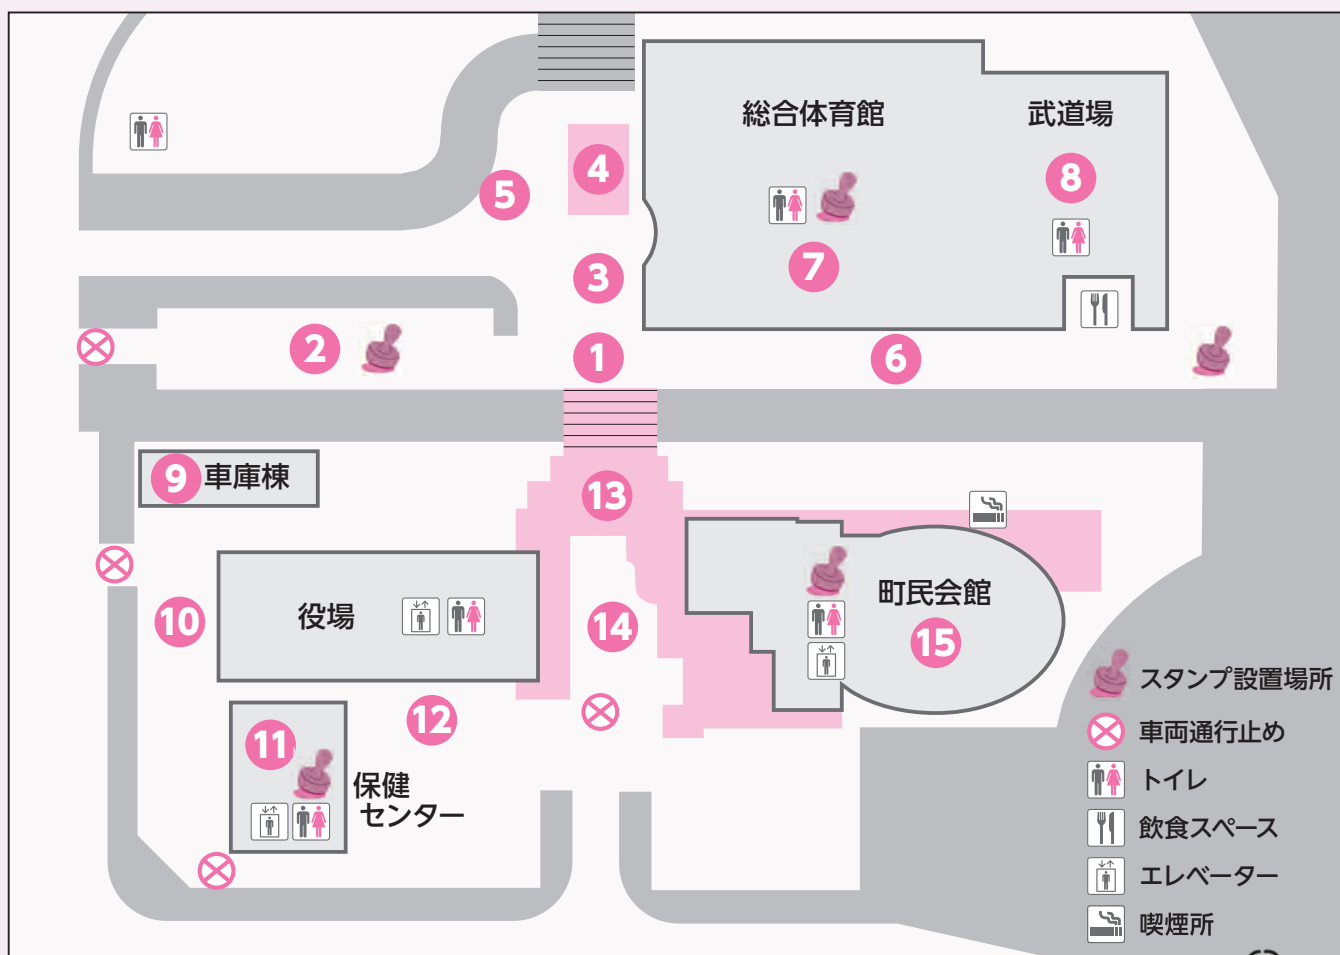 総合体育館
武道場
4
8
5
7
3
2
1
6
9 車庫棟
13
町民会館
役場
10
14
15
スタンプ設置場所
12
11
車両通行止め
保健
センター
トイレ
飲食スペース
エレベーター
喫煙所